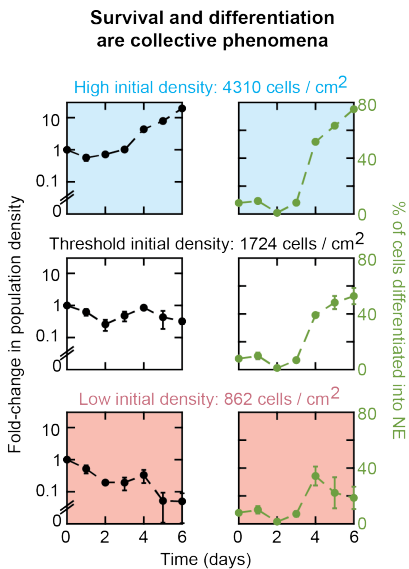 Survival and differentiation
are collective phenomena
High initial density: 4310 cells / cm2
10
1
0.1
0
80
40
0
Threshold initial density: 1724 cells / cm2
10
1
0.1
0
80
40
0
Low initial density: 862 cells / cm2
10
1
0.1
0
80
40
0
0 2 4 6
0 2 4 6
Time (days)
Fold-change in population density
% of cells differentiated into NE